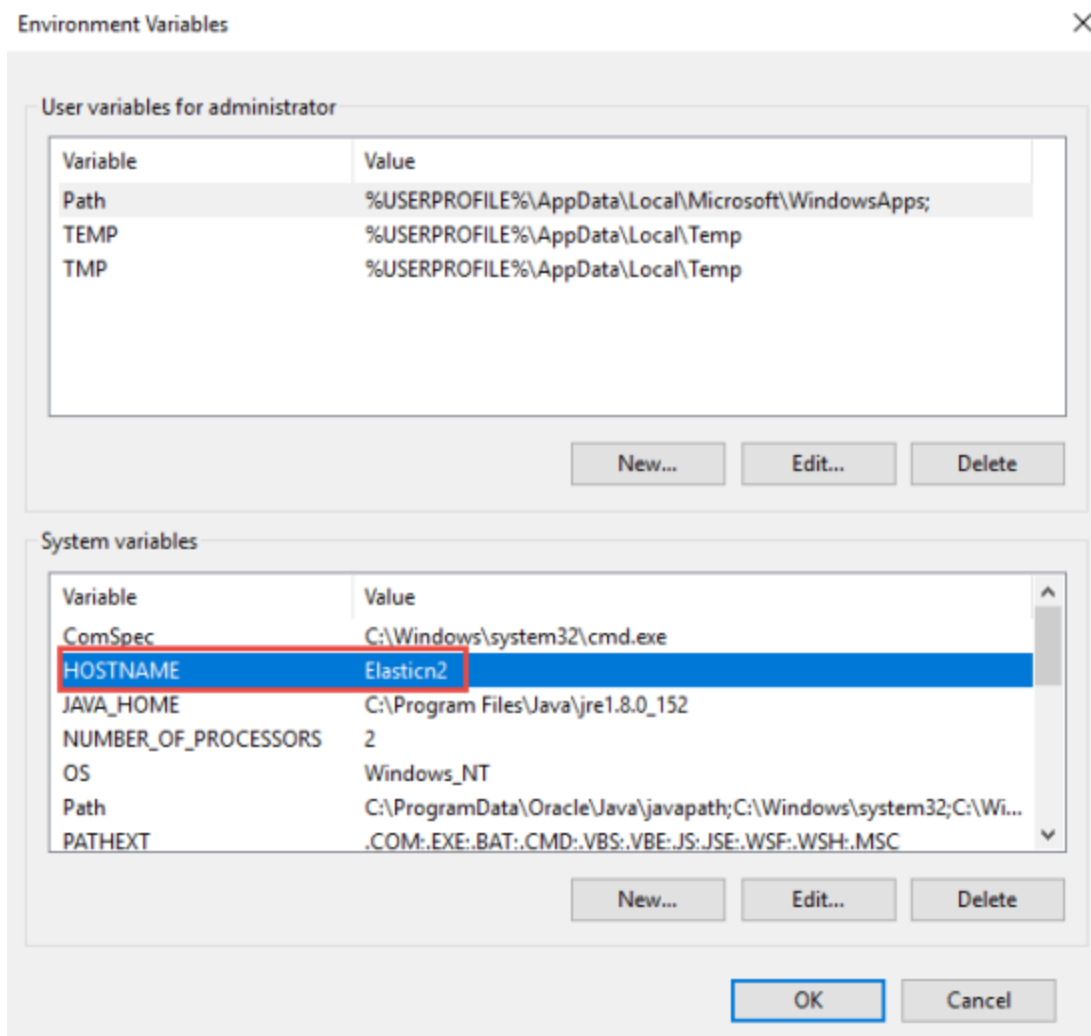 Environment Variables
User variables for administrator
Variable Value
Path %USERPROFILE%\AppData\Local\Microsoft\WindowsApps;
TEMP %USERPROFILE%\AppData\Local\Temp
TMP %USERPROFILE%\AppData\Local\Temp
New... Edit... Delete
System variables
Variable Value
ComSpec C:\Windows\system32\cmd.exe
HOSTNAME Elasticn2
JAVA_HOME C:\Program Files\Java\jre1.8.0_152
NUMBER_OF_PROCESSORS 2
OS Windows_NT
Path C:\ProgramData\Oracle\Java\javapath;C:\Windows\system32;C:\Wi...
PATHEXT .COM;.EXE;.BAT;.CMD;.VBS;.VBE;.JS;.JSE;.WSF;.WSH;.MSC
New... Edit... Delete
OK Cancel